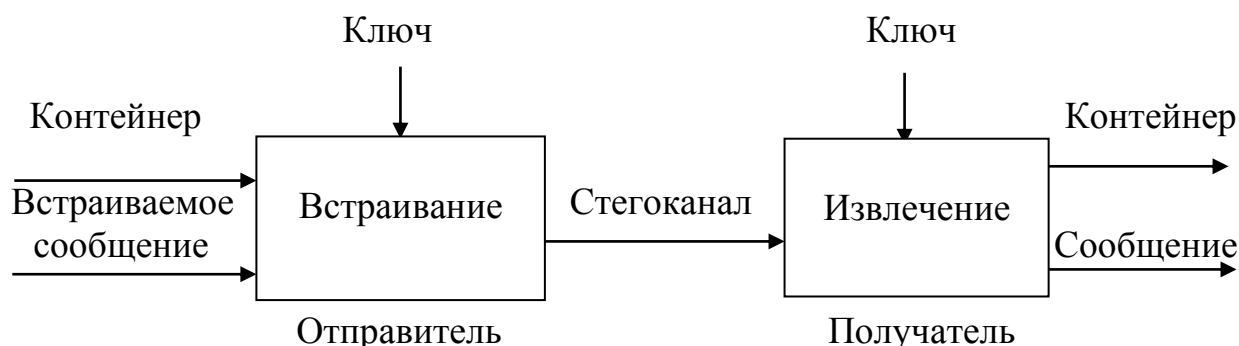 Ключ
Ключ
Контейнер
Контейнер
Встраиваемое
сообщение
Встраивание
Стегоканал
Извлечение
Сообщение
Отправитель
Получатель